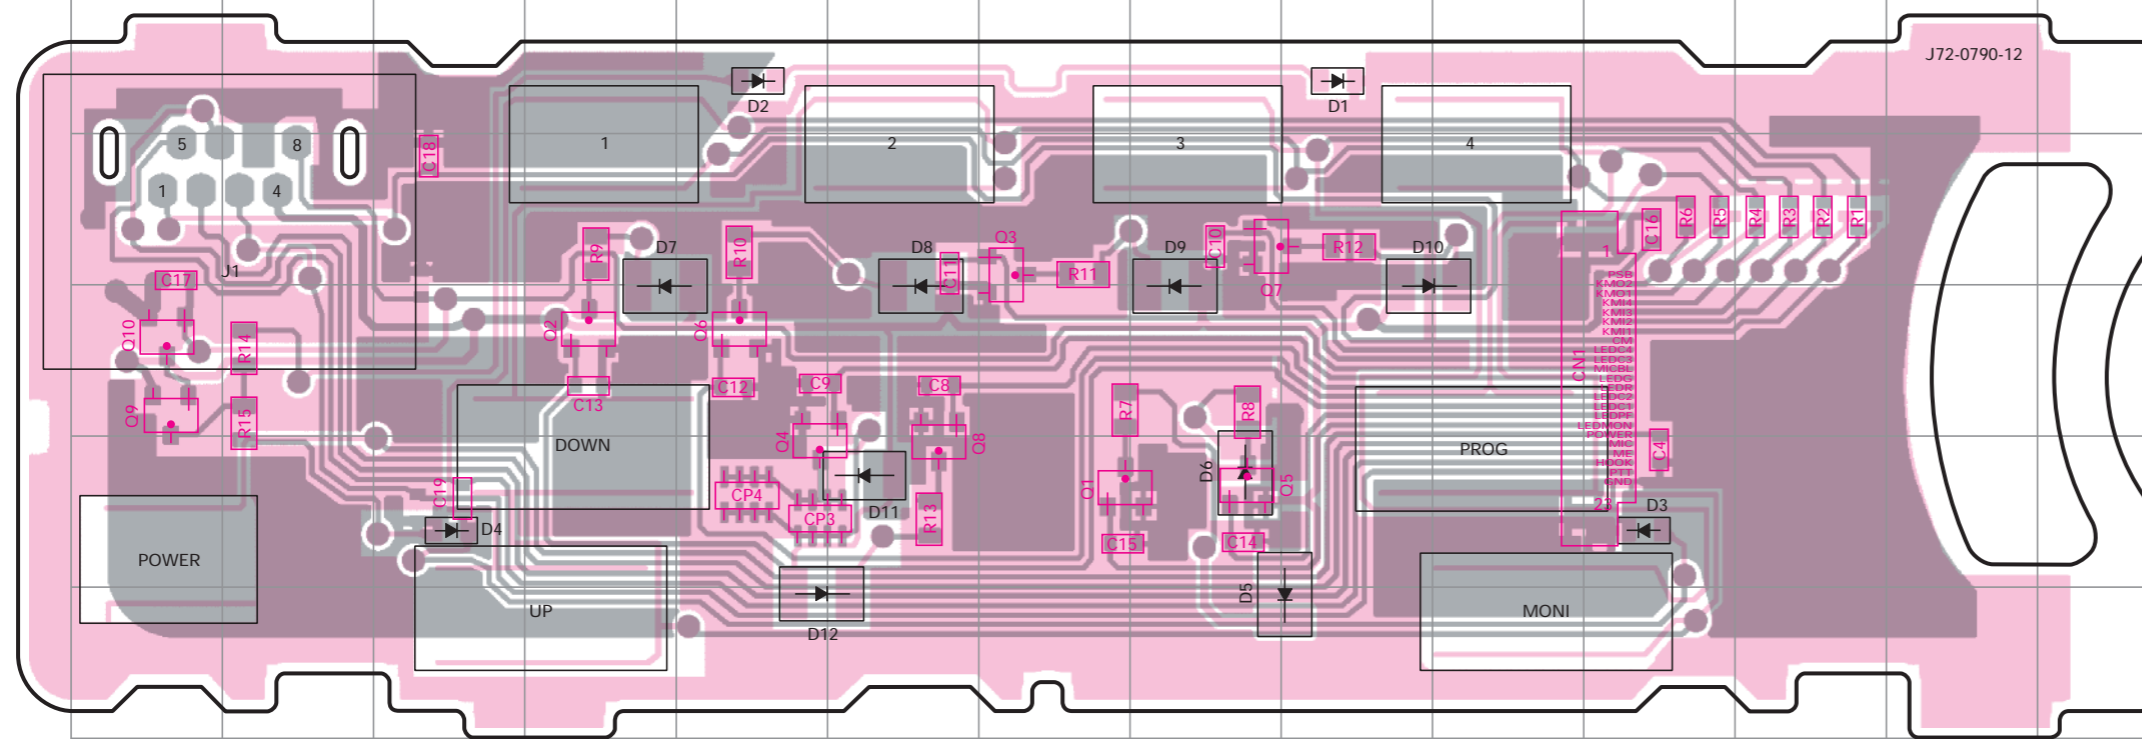 J72-0790-12
D2
D1
5
8
1
4
J1
C18
1
2
3
4
C17
Q10
R14
Q9
R15
R9
D7
R10
Q2
Q6
C13
C12
D8
C11
Q3
R11
D9
C10
Q7
R12
D10
C16
R6
R5
R4
R3
R2
R1
1
PSB
KMO2
KMO1
KMI4
KMI3
KMI2
KMI1
CM
LEDC4
LEDC3
MICBL
LEDG
LEDR
LEDC2
LEDC1
LEDPF
LEDMON
POWER
MIC
ME
HOOK
PTT
GND
23
CN1
C4
C9
C8
Q4
Q8
CP4
CP3
D11
R13
R7
R8
D6
Q1
Q5
C15
C14
D5
DOWN
PROG
C19
D4
D3
POWER
UP
D12
MONI